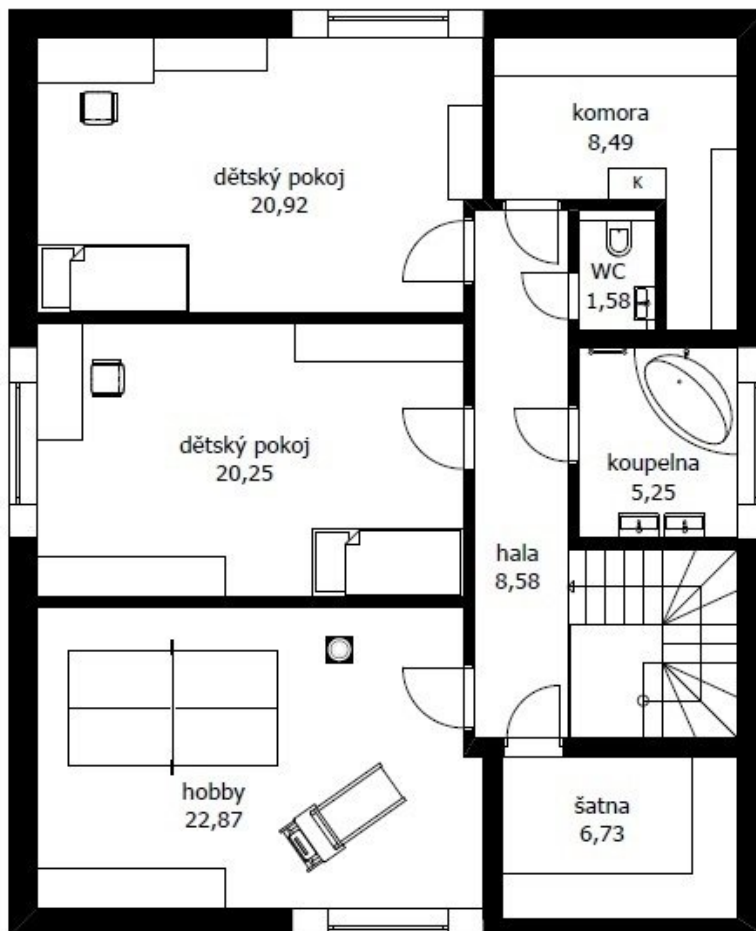 komora
8,49
K
dětský pokoj
20,92
WC
1,58
dětský pokoj
20,25
koupelna
5,25
hala
8,58
hobby
22,87
šatna
6,73